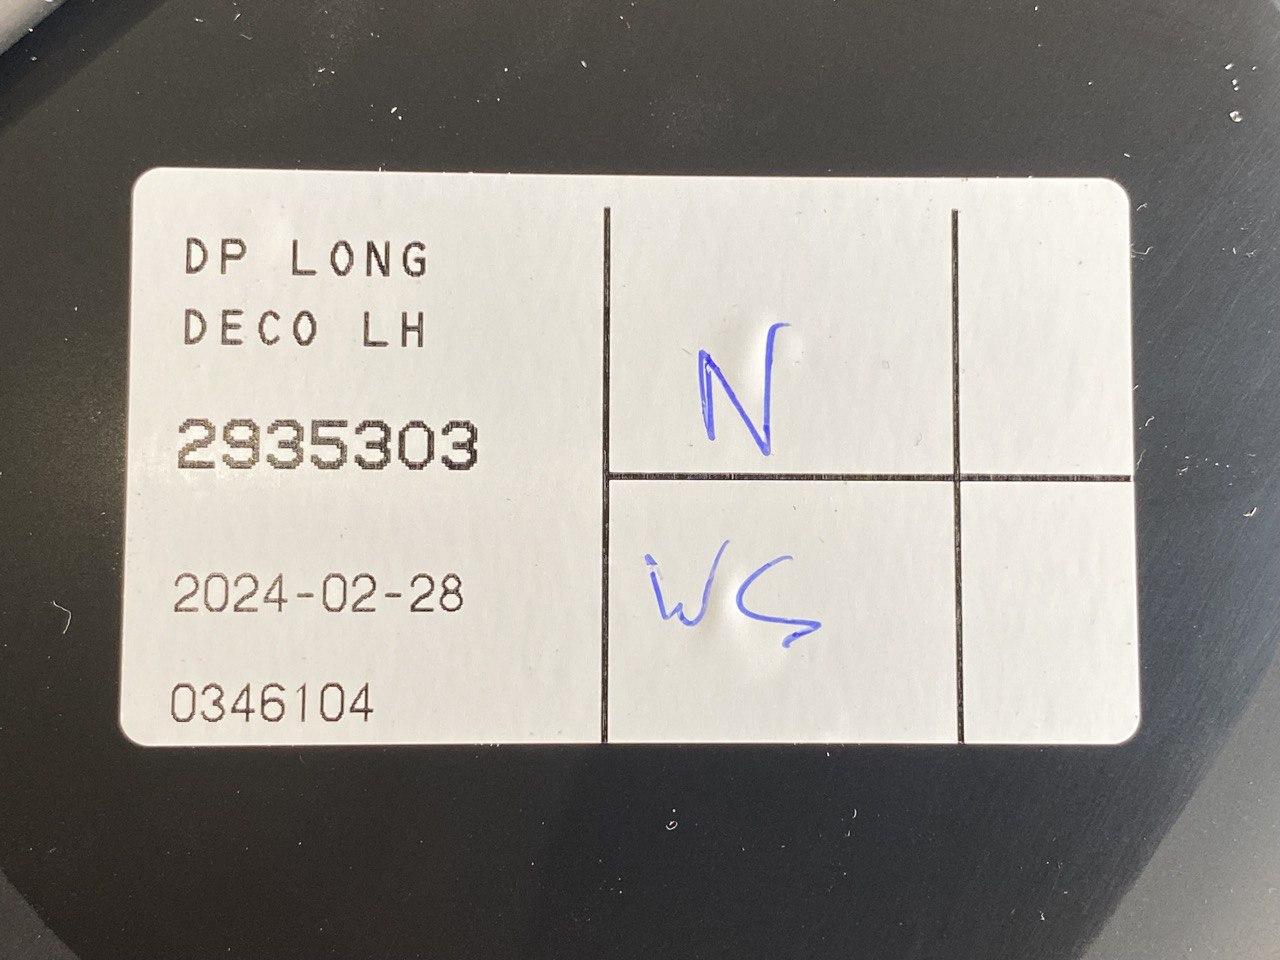 DP LONG
DECO LH
2935303
2024-02-28
0346104
N
WS